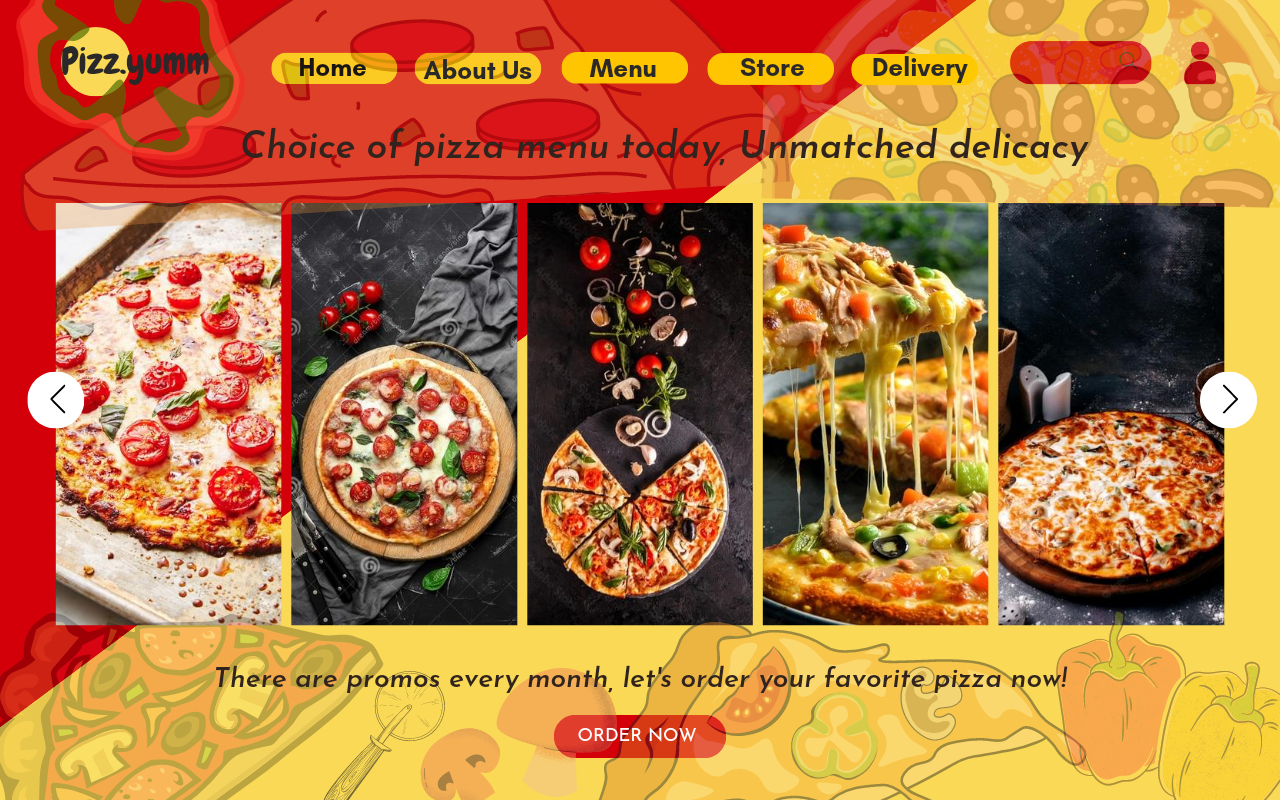 Pizz.yumm
Home
About Us
Menu
Store
Delivery
Choice of pizza menu today, Unmatched delicacy
There are promos every month, let's order your favorite pizza now!
ORDER NOW